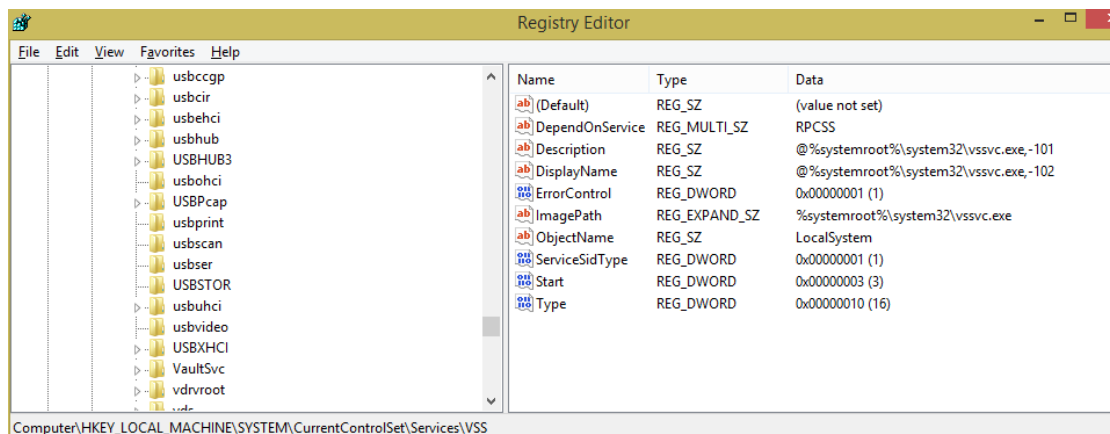 Registry Editor
File Edit View Favorites Help
usbccgp
usbcir
usbehci
usbhub
USBHUB3
usbohci
USBPcap
usbprint
usbscan
usbser
USBSTOR
usbuhci
usbvideo
USBXHCI
VaultSvc
vdrvroot
vds
Name Type Data
(Default) REG_SZ (value not set)
DependOnService REG_MULTI_SZ RPCSS
Description REG_SZ @%systemroot%\system32\vssvc.exe,-101
DisplayName REG_SZ @%systemroot%\system32\vssvc.exe,-102
ErrorControl REG_DWORD 0x00000001 (1)
ImagePath REG_EXPAND_SZ %systemroot%\system32\vssvc.exe
ObjectName REG_SZ LocalSystem
ServiceSidType REG_DWORD 0x00000001 (1)
Start REG_DWORD 0x00000003 (3)
Type REG_DWORD 0x00000010 (16)
Computer\HKEY_LOCAL_MACHINE\SYSTEM\CurrentControlSet\Services\VSS